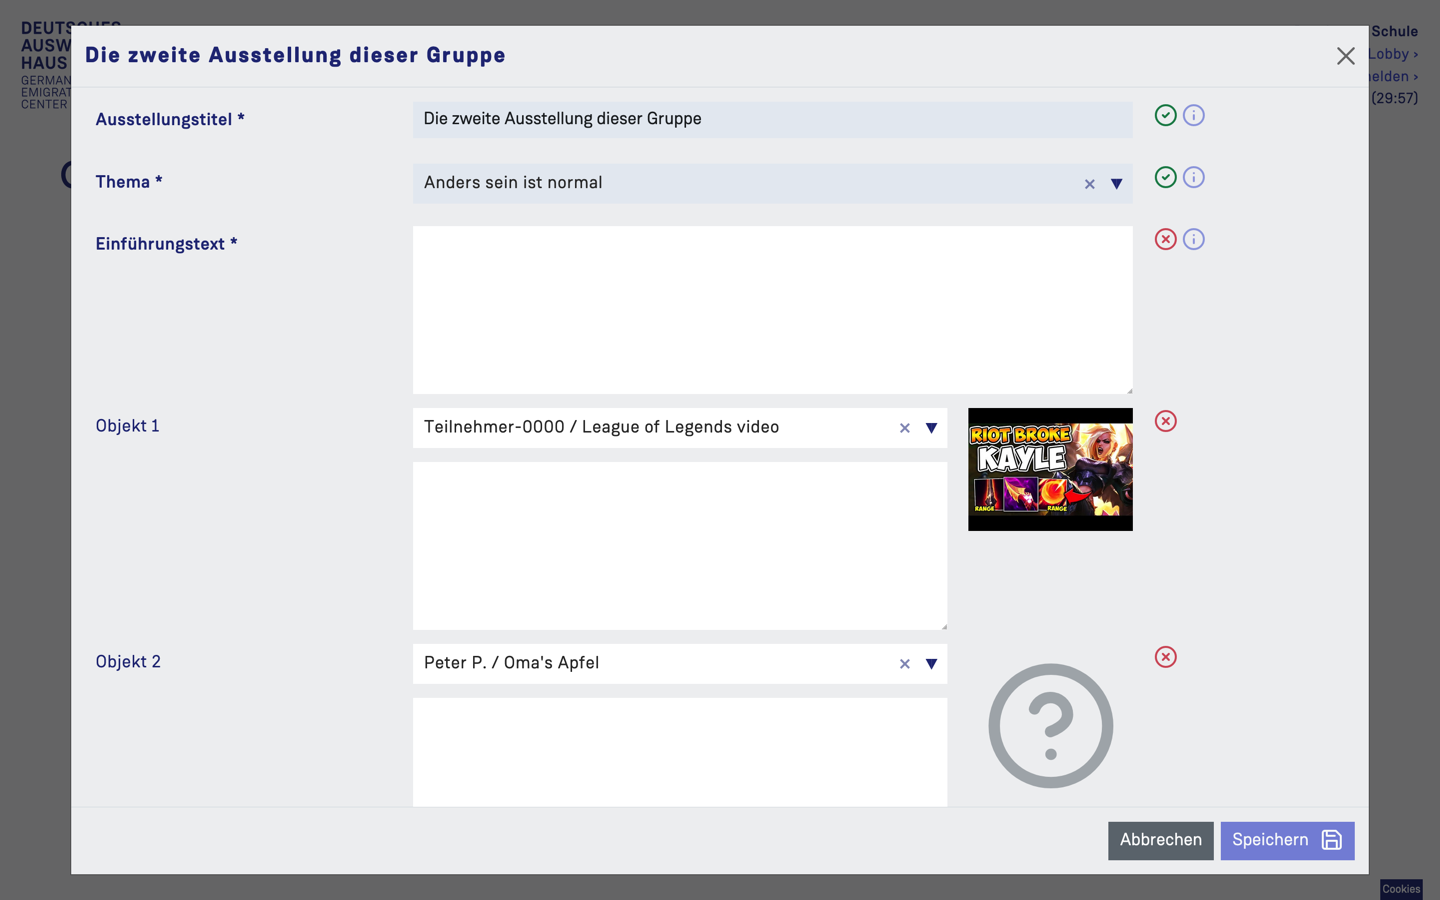 DEUTSCHES
AUSW
HAUS
GERMAN
EMIGRAT
CENTER
Schule
Lobby ›
elden ›
(29:57)
Die zweite Ausstellung dieser Gruppe
Ausstellungstitel *
Die zweite Ausstellung dieser Gruppe
Thema *
Anders sein ist normal
Einführungstext *
Objekt 1
Teilnehmer-0000 / League of Legends video
RIOT BROKE
KAYLE
RANGE
RANGE
Objekt 2
Peter P. / Oma's Apfel
Abbrechen
Speichern
Cookies